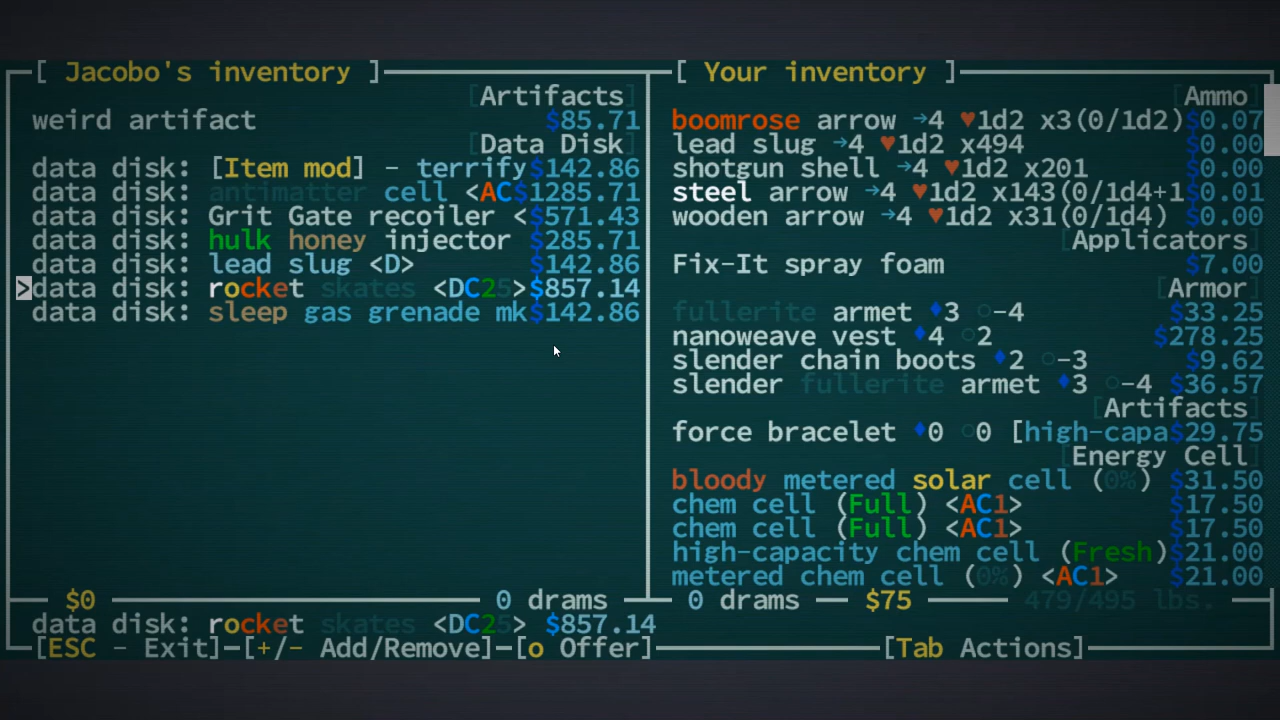 [ Jacobo's inventory ]
[Artifacts]
weird artifact $85.71
[Data Disk]
data disk: [Item mod] - terrify$142.86
data disk: antimatter cell <AC$1285.71
data disk: Grit Gate recoiler <$571.43
data disk: hulk honey injector $285.71
data disk: lead slug <D> $142.86
>data disk: rocket skates <DC25>$857.14
data disk: sleep gas grenade mk$142.86
$0
0 drams
data disk: rocket skates <DC25> $857.14
[ESC - Exit]-[+/- Add/Remove]-[o Offer]
[ Your inventory ]
[Ammo]
boomrose arrow →4 ♥1d2 x3(0/1d2)$0.07
lead slug →4 ♥1d2 x494 $0.00
shotgun shell →4 ♥1d2 x201 $0.00
steel arrow →4 ♥1d2 x143(0/1d4+1$0.01
wooden arrow →4 ♥1d2 x31(0/1d4) $0.00
[Applicators]
Fix-It spray foam $7.00
[Armor]
fullerite armet ♦3 ○-4 $33.25
nanoweave vest ♦4 ○2 $278.25
slender chain boots ♦2 ○-3 $9.62
slender fullerite armet ♦3 ○-4 $36.57
[Artifacts]
force bracelet ♦0 ○0 [high-capa$29.75
[Energy Cell]
bloody metered solar cell (0%) $31.50
chem cell (Full) <AC1> $17.50
chem cell (Full) <AC1> $17.50
high-capacity chem cell (Fresh)$21.00
metered chem cell (0%) <AC1> $21.00
0 drams — $75
479/495 lbs.
[Tab Actions]